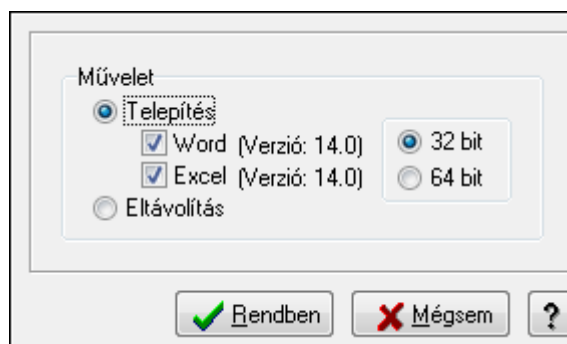 Művelet
Telepítés
Word (Verzió: 14.0)
Excel (Verzió: 14.0)
32 bit
64 bit
Eltávolítás
Rendben
Mégsem
?